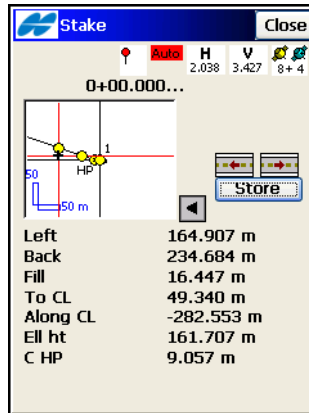 Stake Close
Auto H V
2.038 3.427 8+ 4
0+00.000...
1
HP
50
50 m
Store
Left 164.907 m
Back 234.684 m
Fill 16.447 m
To CL 49.340 m
Along CL -282.553 m
Ell ht 161.707 m
C HP 9.057 m